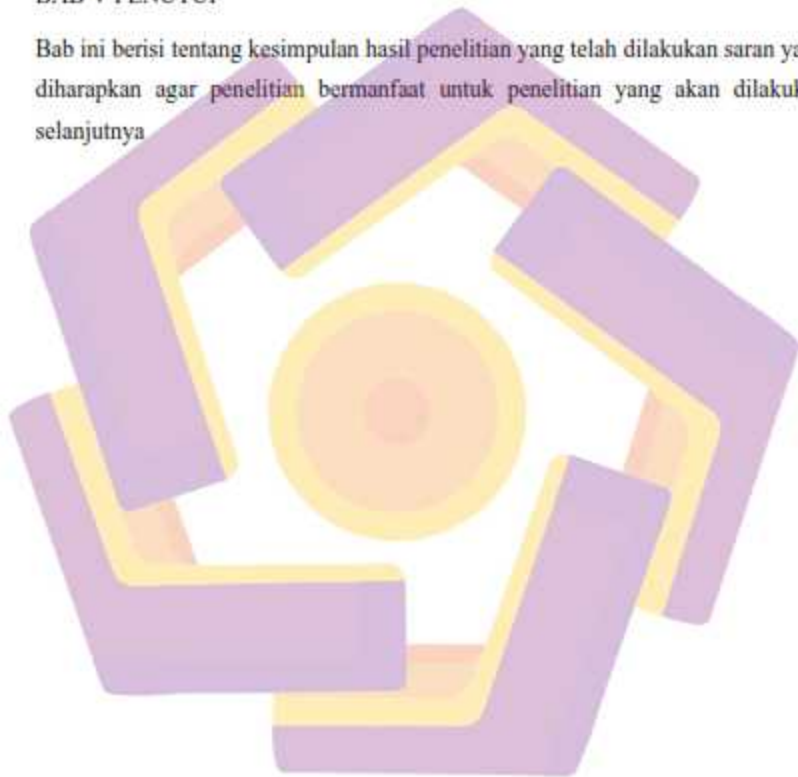 Bab ini berisi tentang kesimpulan hasil penelitian yang telah dilakukan saran
diharapkan agar penelitian bermanfaat untuk penelitian yang akan
selanjutnya